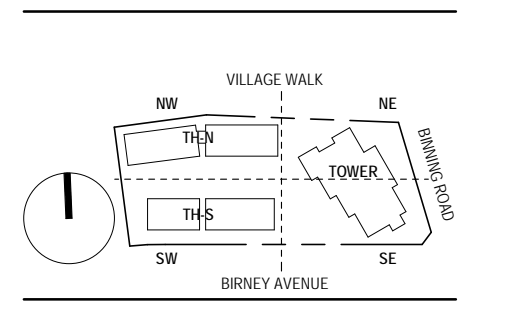 VILLAGE WALK
NW
NE
TH-N
BINNING ROAD
TOWER
TH-S
SW
SE
BIRNEY AVENUE